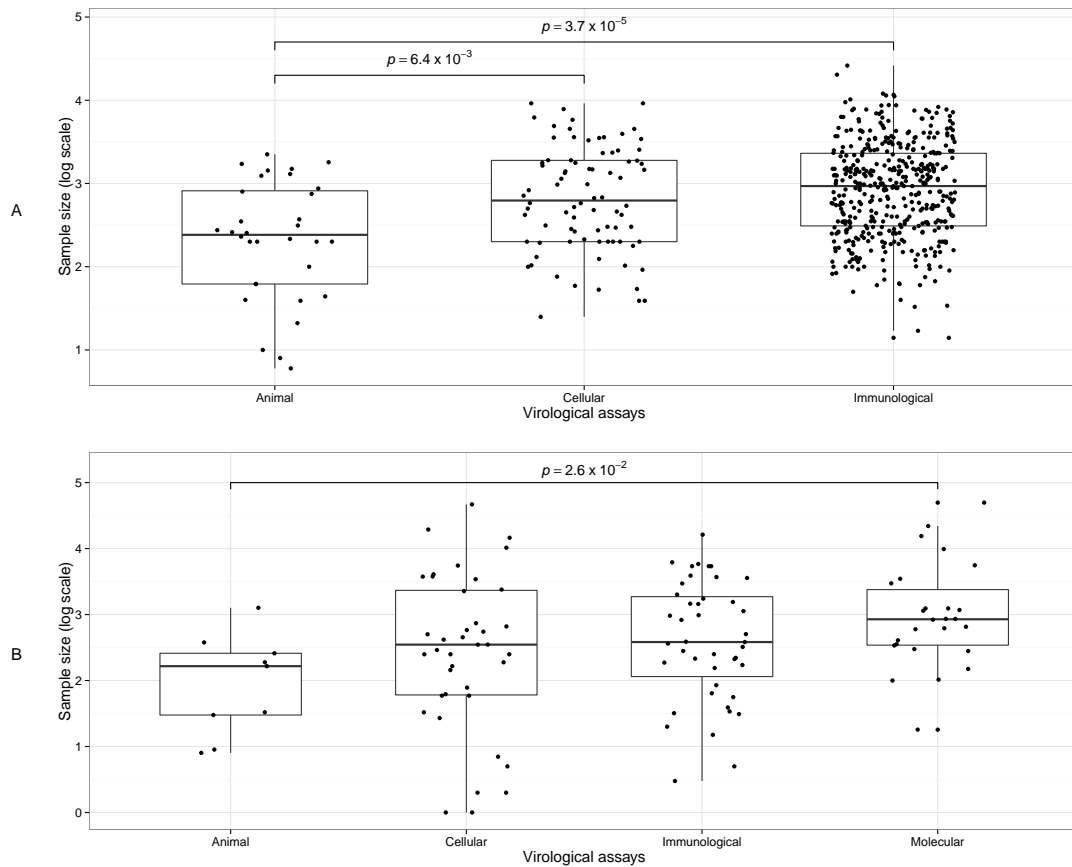 A
Sample size (log scale)
5
4
3
2
1
p = 3.7 x 10⁻⁵
p = 6.4 x 10⁻³
Animal Cellular Immunological
Virological assays
B
Sample size (log scale)
5
4
3
2
1
0
p = 2.6 x 10⁻²
Animal Cellular Immunological Molecular
Virological assays